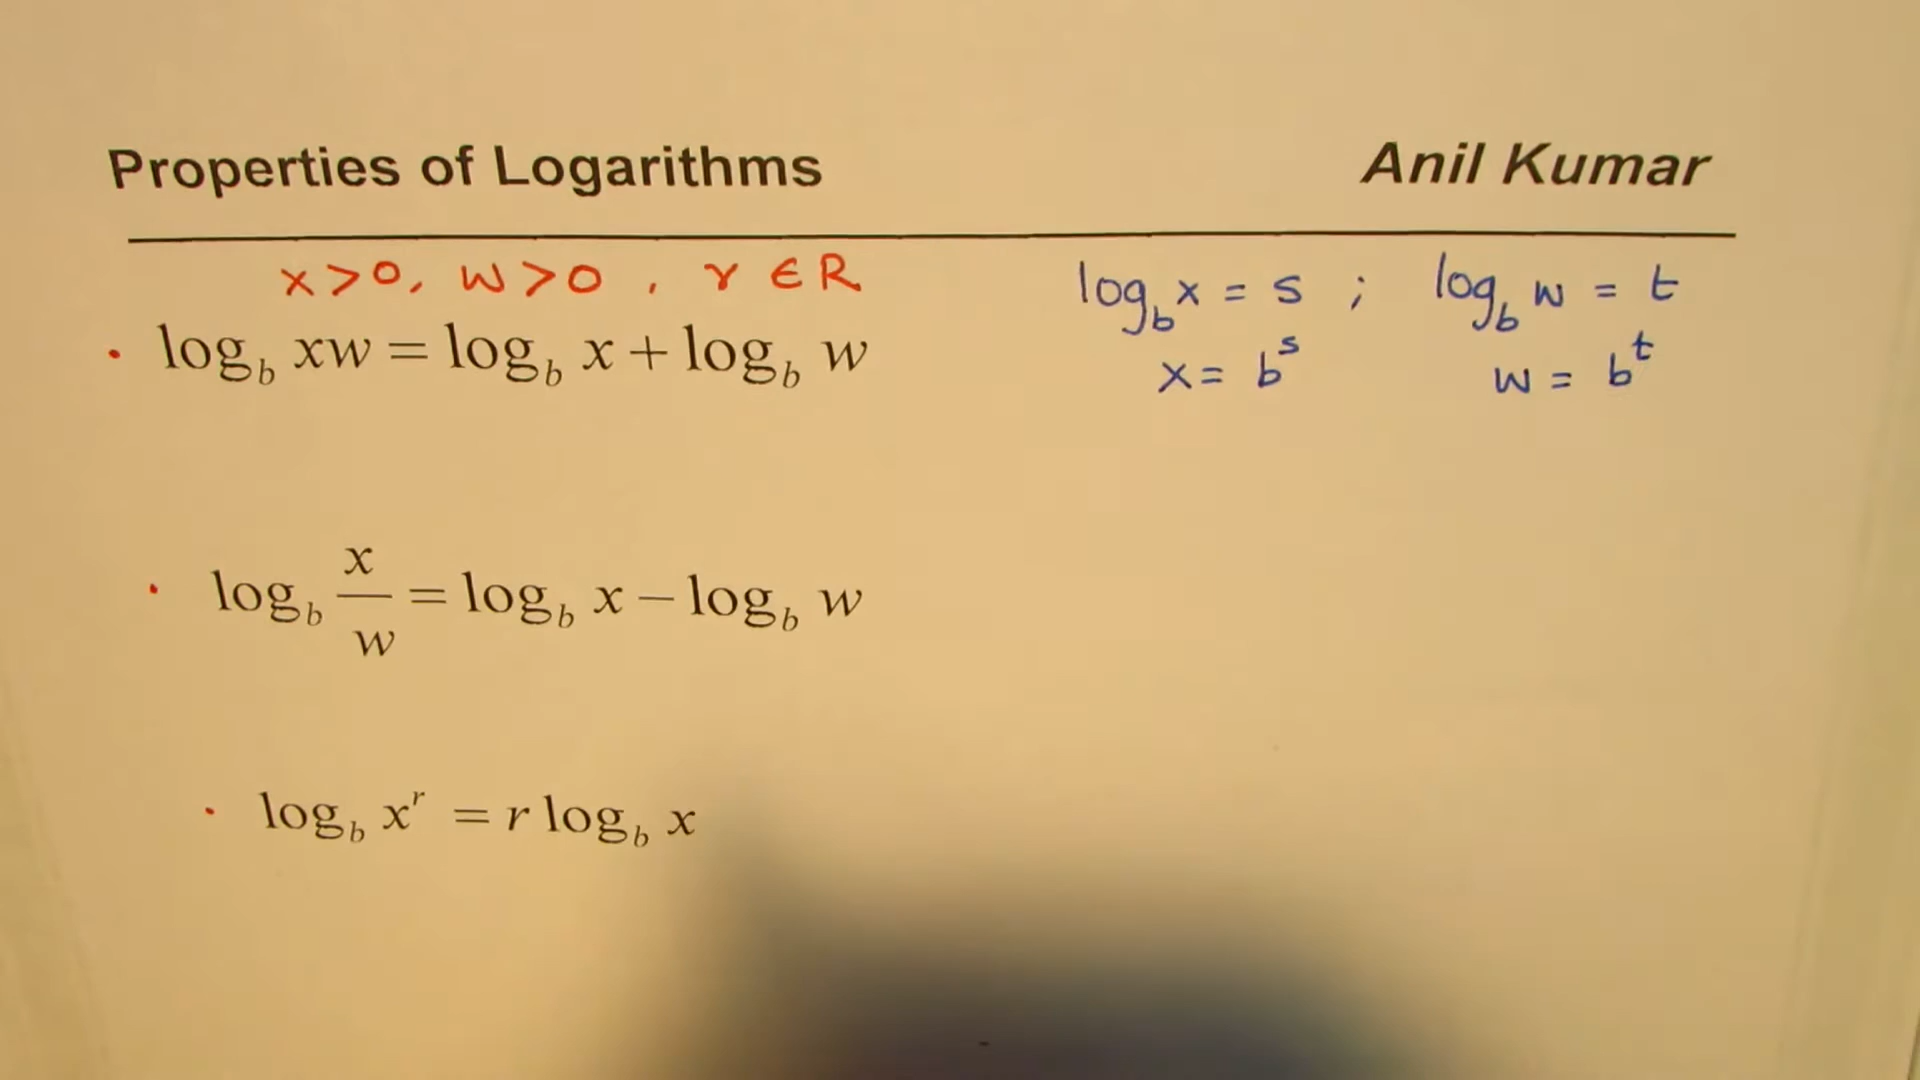 Properties of Logarithms Anil Kumar
x > 0, w > 0, r ∈ R
log_b x = s ; log_b w = t
• log_b xw = log_b x + log_b w
x = b^s w = b^t
• log_b x/w = log_b x − log_b w
• log_b x^r = r log_b x